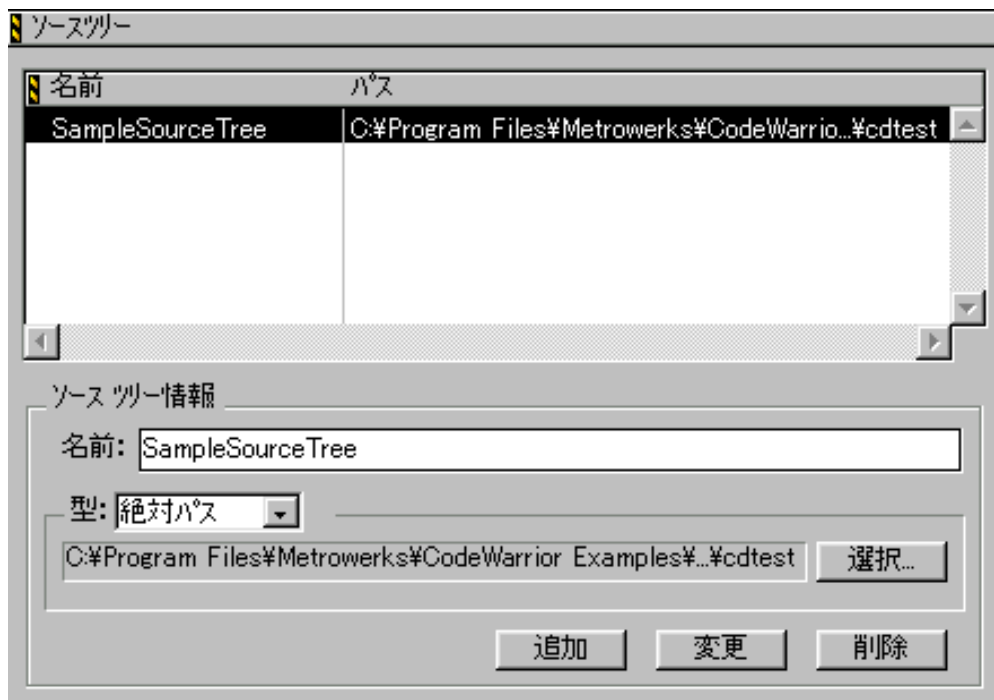 ソースツリー
名前 パス
SampleSourceTree C:¥Program Files¥Metrowerks¥CodeWarrio...¥cdtest
ソース ツリー情報
名前: SampleSourceTree
型: 絶対パス
C:¥Program Files¥Metrowerks¥CodeWarrior Examples¥...¥cdtest 選択...
追加 変更 削除